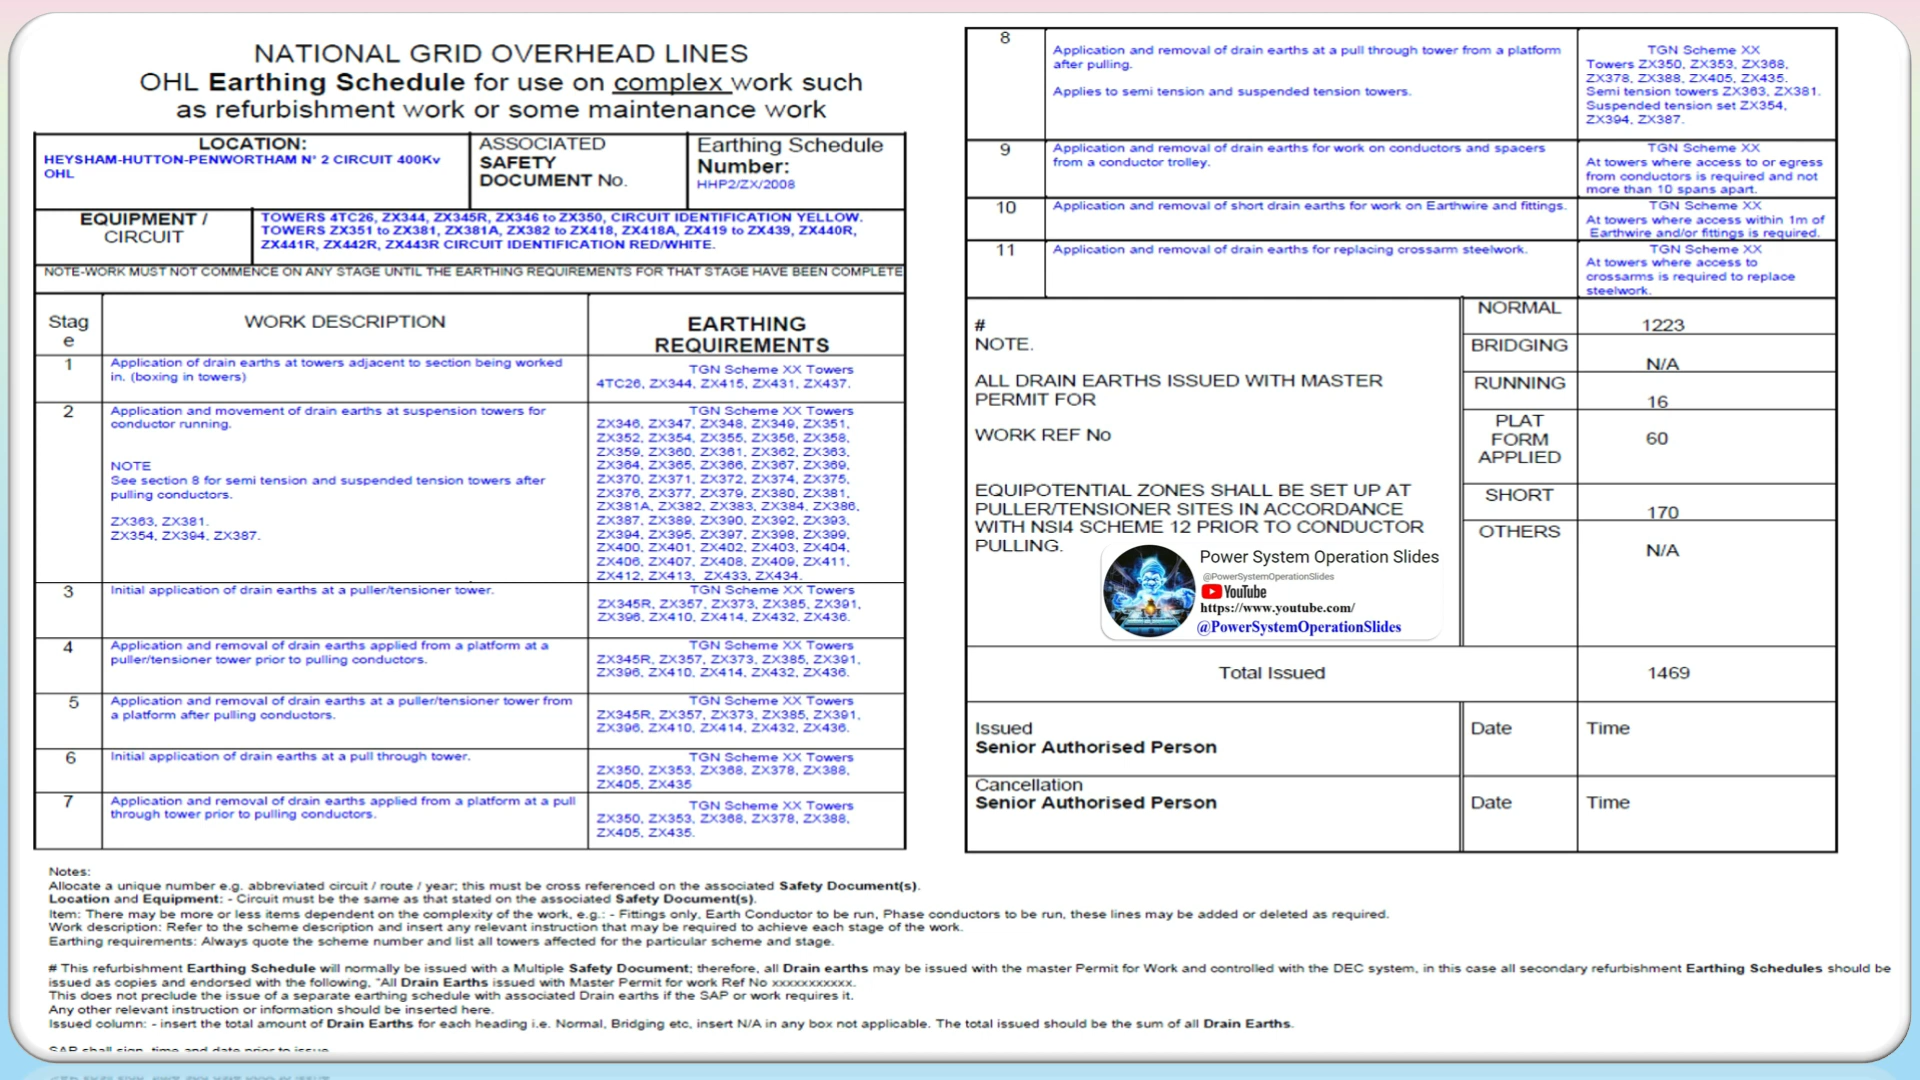 NATIONAL GRID OVERHEAD LINES
OHL Earthing Schedule for use on complex work such
as refurbishment work or some maintenance work
LOCATION:
HEYSHAM-HUTTON-PENWORTHAM N° 2 CIRCUIT 400Kv
OHL
ASSOCIATED
SAFETY
DOCUMENT No.
Earthing Schedule
Number:
HHP2/ZX/2008
EQUIPMENT /
CIRCUIT
TOWERS 4TC26, ZX344, ZX345R, ZX346 to ZX350, CIRCUIT IDENTIFICATION YELLOW.
TOWERS ZX351 to ZX381, ZX381A, ZX382 to ZX418, ZX418A, ZX419 to ZX439, ZX440R,
ZX441R, ZX442R, ZX443R CIRCUIT IDENTIFICATION RED/WHITE.
NOTE-WORK MUST NOT COMMENCE ON ANY STAGE UNTIL THE EARTHING REQUIREMENTS FOR THAT STAGE HAVE BEEN COMPLETE
Stag
e
WORK DESCRIPTION
EARTHING
REQUIREMENTS
1
Application of drain earths at towers adjacent to section being worked
in. (boxing in towers)
TGN Scheme XX Towers
4TC26, ZX344, ZX415, ZX431, ZX437.
2
Application and movement of drain earths at suspension towers for
conductor running.
NOTE
See section 8 for semi tension and suspended tension towers after
pulling conductors.
ZX363, ZX381.
ZX354, ZX394, ZX387.
TGN Scheme XX Towers
ZX346, ZX347, ZX348, ZX349, ZX351,
ZX352, ZX354, ZX355, ZX356, ZX358,
ZX359, ZX360, ZX361, ZX362, ZX363,
ZX364, ZX365, ZX366, ZX367, ZX369,
ZX370, ZX371, ZX372, ZX374, ZX375,
ZX376, ZX377, ZX379, ZX380, ZX381,
ZX381A, ZX382, ZX383, ZX384, ZX386,
ZX387, ZX389, ZX390, ZX392, ZX393,
ZX394, ZX395, ZX397, ZX398, ZX399,
ZX400, ZX401, ZX402, ZX403, ZX404,
ZX406, ZX407, ZX408, ZX409, ZX411,
ZX412, ZX413, ZX433, ZX434.
3
Initial application of drain earths at a puller/tensioner tower.
TGN Scheme XX Towers
ZX345R, ZX357, ZX373, ZX385, ZX391,
ZX396, ZX410, ZX414, ZX432, ZX436.
4
Application and removal of drain earths applied from a platform at a
puller/tensioner tower prior to pulling conductors.
TGN Scheme XX Towers
ZX345R, ZX357, ZX373, ZX385, ZX391,
ZX396, ZX410, ZX414, ZX432, ZX436.
5
Application and removal of drain earths at a puller/tensioner tower from
a platform after pulling conductors.
TGN Scheme XX Towers
ZX345R, ZX357, ZX373, ZX385, ZX391,
ZX396, ZX410, ZX414, ZX432, ZX436.
6
Initial application of drain earths at a pull through tower.
TGN Scheme XX Towers
ZX350, ZX353, ZX368, ZX378, ZX388,
ZX405, ZX435
7
Application and removal of drain earths applied from a platform at a pull
through tower prior to pulling conductors.
TGN Scheme XX Towers
ZX350, ZX353, ZX368, ZX378, ZX388,
ZX405, ZX435.
8
Application and removal of drain earths at a pull through tower from a platform
after pulling.
Applies to semi tension and suspended tension towers.
TGN Scheme XX
Towers ZX350, ZX353, ZX368,
ZX378, ZX388, ZX405, ZX435.
Semi tension towers ZX363, ZX381.
Suspended tension set ZX354,
ZX394, ZX387.
9
Application and removal of drain earths for work on conductors and spacers
from a conductor trolley.
TGN Scheme XX
At towers where access to or egress
from conductors is required and not
more than 10 spans apart.
10
Application and removal of short drain earths for work on Earthwire and fittings.
TGN Scheme XX
At towers where access within 1m of
Earthwire and/or fittings is required.
11
Application and removal of drain earths for replacing crossarm steelwork.
TGN Scheme XX
At towers where access to
crossarms is required to replace
steelwork.
#
NOTE.
ALL DRAIN EARTHS ISSUED WITH MASTER
PERMIT FOR
WORK REF No
EQUIPOTENTIAL ZONES SHALL BE SET UP AT
PULLER/TENSIONER SITES IN ACCORDANCE
WITH NSI4 SCHEME 12 PRIOR TO CONDUCTOR
PULLING.
NORMAL
1223
BRIDGING
N/A
RUNNING
16
PLAT
FORM
APPLIED
60
SHORT
170
OTHERS
N/A
Power System Operation Slides
@PowerSystemOperationSlides
YouTube
https://www.youtube.com/
@PowerSystemOperationSlides
Total Issued
1469
Issued
Senior Authorised Person
Date
Time
Cancellation
Senior Authorised Person
Date
Time
Notes:
Allocate a unique number e.g. abbreviated circuit / route / year; this must be cross referenced on the associated Safety Document(s).
Location and Equipment: - Circuit must be the same as that stated on the associated Safety Document(s).
Item: There may be more or less items dependent on the complexity of the work, e.g.: - Fittings only, Earth Conductor to be run, Phase conductors to be run, these lines may be added or deleted as required.
Work description: Refer to the scheme description and insert any relevant instruction that may be required to achieve each stage of the work.
Earthing requirements: Always quote the scheme number and list all towers affected for the particular scheme and stage.
# This refurbishment Earthing Schedule will normally be issued with a Multiple Safety Document; therefore, all Drain earths may be issued with the master Permit for Work and controlled with the DEC system, in this case all secondary refurbishment Earthing Schedules should be
issued as copies and endorsed with the following, "All Drain Earths issued with Master Permit for work Ref No xxxxxxxxxxx.
This does not preclude the issue of a separate earthing schedule with associated Drain earths if the SAP or work requires it.
Any other relevant instruction or information should be inserted here.
Issued column: - insert the total amount of Drain Earths for each heading i.e. Normal, Bridging etc, insert N/A in any box not applicable. The total issued should be the sum of all Drain Earths.
SAP shall sign, time and date prior to issue